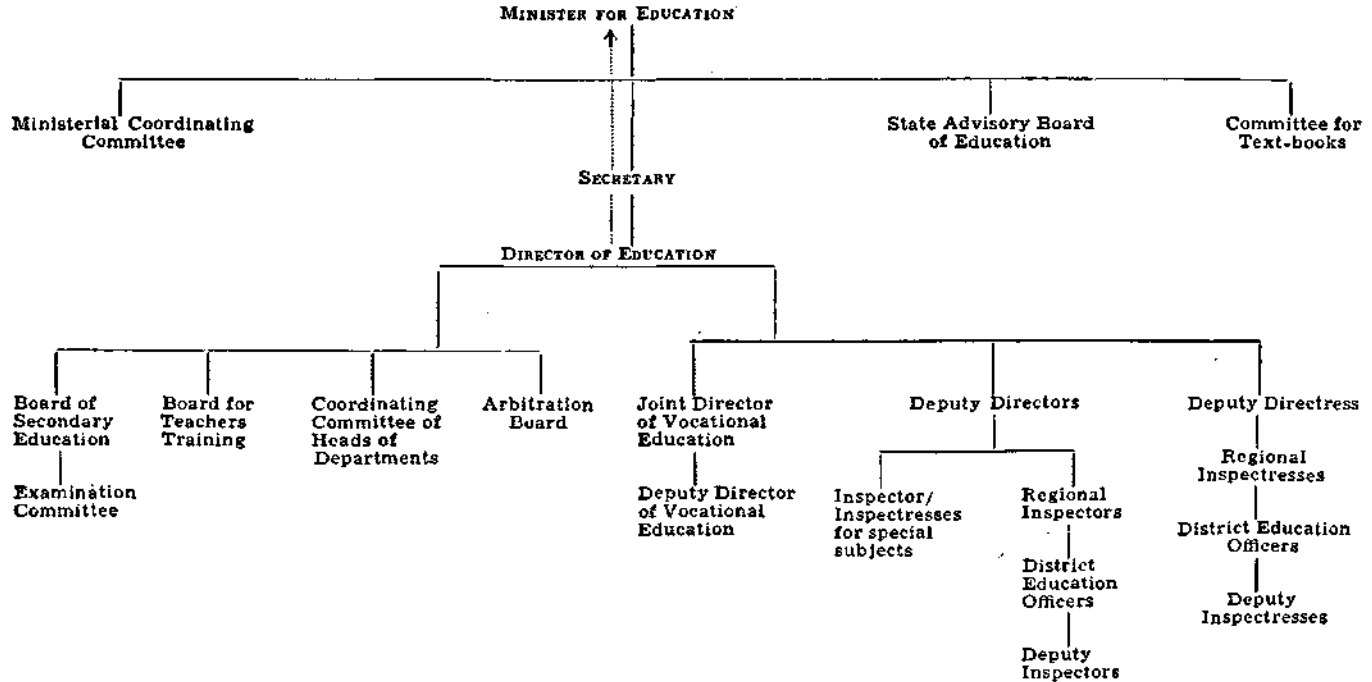 MINISTER FOR EDUCATION
Ministerial Coordinating
Committee
State Advisory Board
of Education
Committee for
Text-books
SECRETARY
DIRECTOR OF EDUCATION
Board of
Secondary
Education
Board for
Teachers
Training
Coordinating
Committee of
Heads of
Departments
Arbitration
Board
Joint Director
of Vocational
Education
Deputy Directors
Deputy Directress
Examination
Committee
Deputy Director
of Vocational
Education
Inspector/
Inspectresses
for special
subjects
Regional
Inspectors
District
Education
Officers
Deputy
Inspectors
Regional
Inspectresses
District Education
Officers
Deputy
Inspectresses